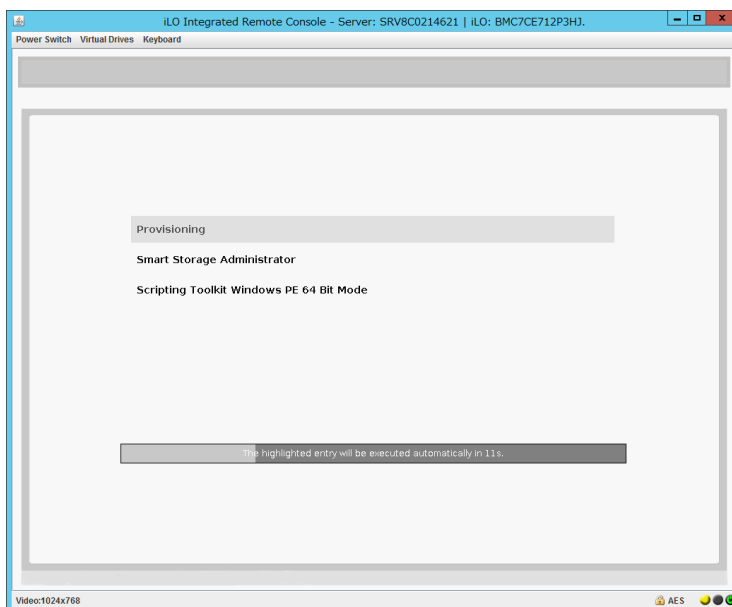 iLO Integrated Remote Console - Server: SRV8C0214621 | iLO: BMC7CE712P3HJ.
Power Switch Virtual Drives Keyboard
Provisioning
Smart Storage Administrator
Scripting Toolkit Windows PE 64 Bit Mode
The highlighted entry will be executed automatically in 11s.
Video:1024x768 AES